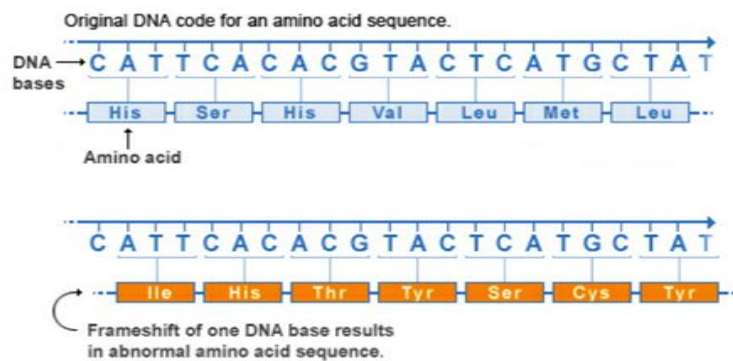 Original DNA code for an amino acid sequence.
DNA
bases
C A T T C A C A C G T A C T C A T G C T A T
His Ser His Val Leu Met Leu
Amino acid
C A T T C A C A C G T A C T C A T G C T A T
Ile His Thr Tyr Ser Cys Tyr
Frameshift of one DNA base results
in abnormal amino acid sequence.